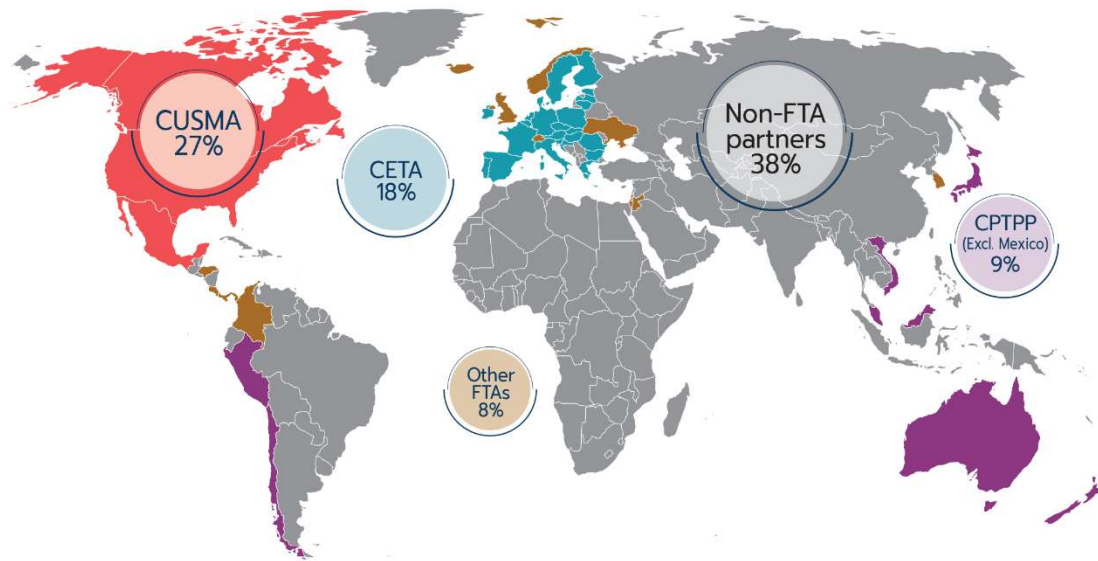 CUSMA
27%
CETA
18%
Non-FTA
partners
38%
CPTPP
(Excl. Mexico)
9%
Other
FTAs
8%